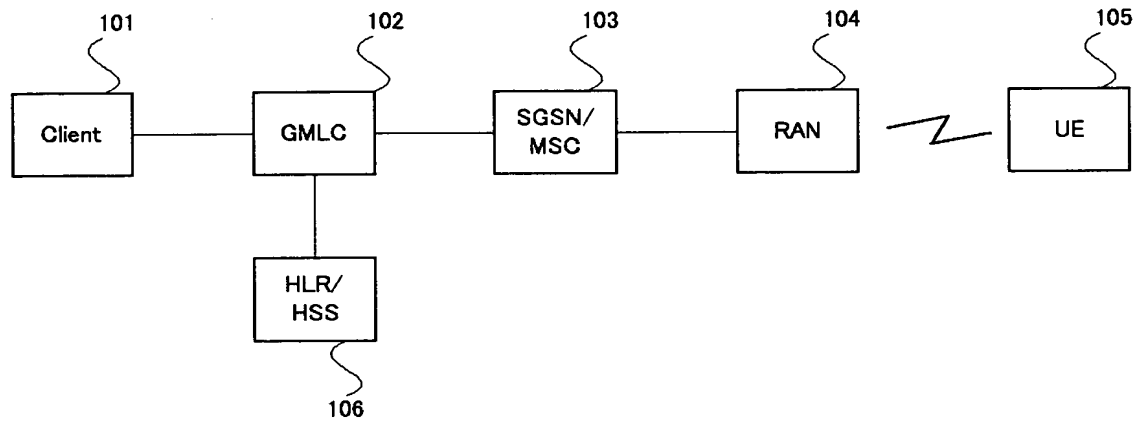 101
102
103
104
105
Client
GMLC
SGSN/
MSC
RAN
UE
HLR/
HSS
106